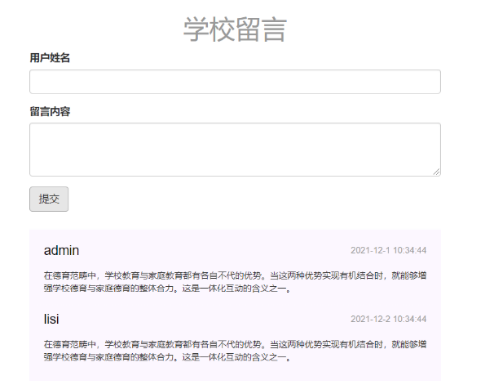 学校留言
用户姓名
留言内容
提交
admin 2021-12-1 10:34:44
在德育范畴中，学校教育与家庭教育都有各自不代的优势。当这两种优势实现有机结合时，就能够增
强学校德育与家庭德育的整体合力。这是一体化互动的含义之一。
lisi 2021-12-2 10:34:44
在德育范畴中，学校教育与家庭教育都有各自不代的优势。当这两种优势实现有机结合时，就能够增
强学校德育与家庭德育的整体合力。这是一体化互动的含义之一。